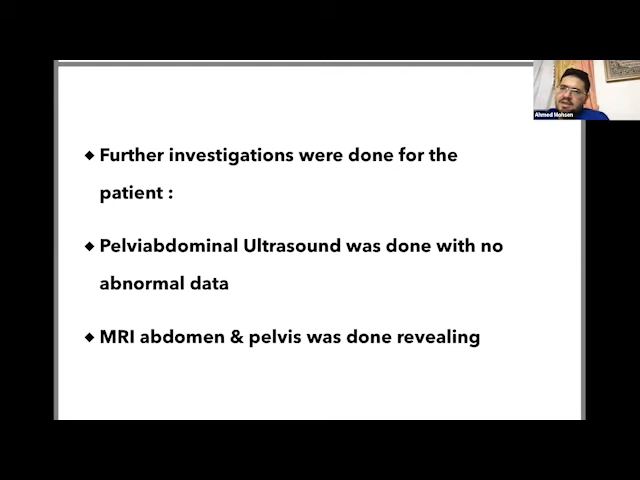 Ahmed Mohsen
◆ Further investigations were done for the
patient :
◆ Pelviabdominal Ultrasound was done with no
abnormal data
◆ MRI abdomen & pelvis was done revealing